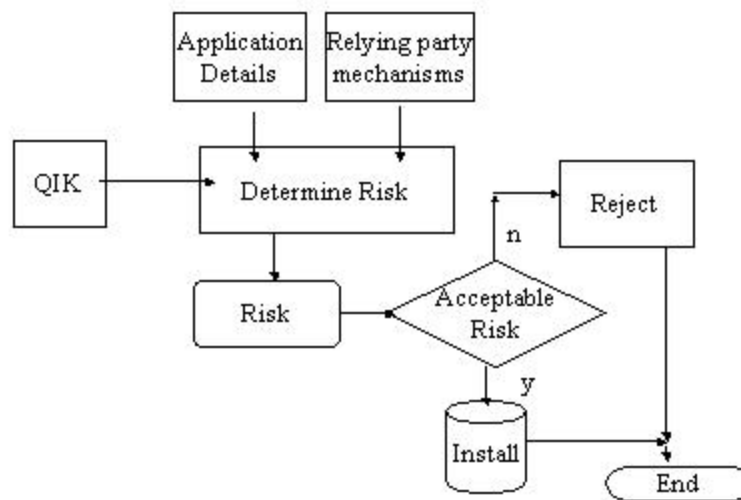 Application
Details
Relying party
mechanisms
QIK
Determine Risk
Reject
n
Risk
Acceptable
Risk
y
Install
End